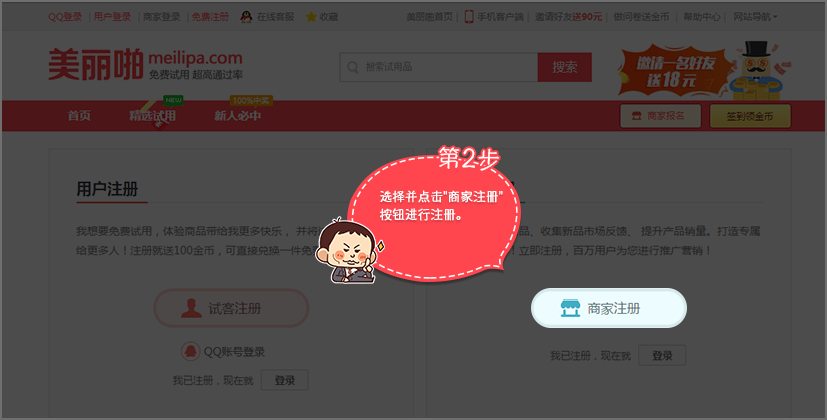 QQ登录 | 用户登录 | 商家登录 | 免费注册 在线客服 收藏
美丽啪首页 | 手机客户端 | 邀请好友送90元 | 做问卷送金币 | 帮助中心 | 网站导航
美丽啪 meilipa.com
免费试用 超高通过率
搜索试用品 搜索
邀请一名好友
送18元
首页 精选试用 NEW 新人必中 100%中奖 商家报名 签到领金币
第2步
选择并点击"商家注册"
按钮进行注册。
用户注册
我想要免费试用，体验商品带给我更多快乐， 并将
给更多人！注册就送100金币，可直接兑换一件免
品、收集新品市场反馈、 提升产品销量。打造专属
立即注册，百万用户为您进行推广营销！
试客注册
QQ账号登录
我已注册，现在就 登录
商家注册
我已注册，现在就 登录